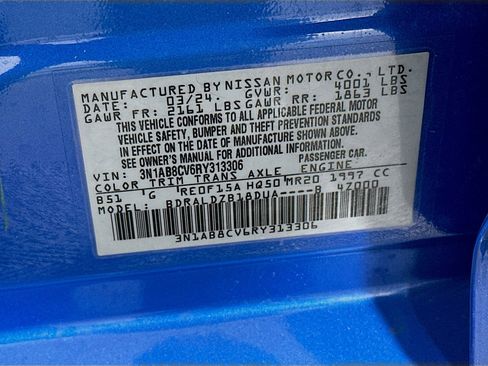 MANUFACTURED BY NISSAN MOTOR CO., LTD.
DATE: 03/24 GVWR: 4001 LBS
GAWR FR: 2161 LBS GAWR RR: 1863 LBS
THIS VEHICLE CONFORMS TO ALL APPLICABLE FEDERAL MOTOR
VEHICLE SAFETY, BUMPER AND THEFT PREVENTION STANDARDS
IN EFFECT ON THE DATE OF MANUFACTURE SHOWN ABOVE.
SEE OWNER'S MANUAL FOR ADDITIONAL INFORMATION.
VIN: 3N1AB8CV6RY313306 PASSENGER CAR.
COLOR TRIM TRANS AXLE ENGINE
B51 G RE0F15A HQ50 MR20 1997 CC
MODEL: BDRALDZB18DUA----B 47000
3N1AB8CV6RY313306